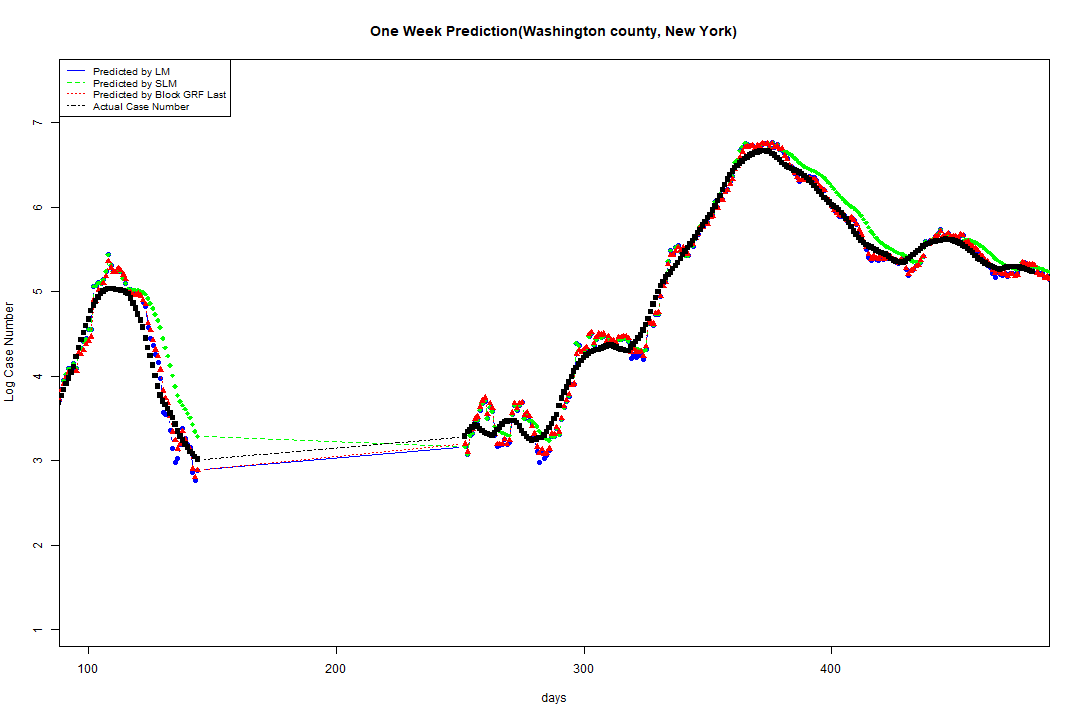 One Week Prediction(Washington county, New York)
Predicted by LM
Predicted by SLM
Predicted by Block GRF Last
Actual Case Number
7
6
5
4
3
2
1
Log Case Number
100 200 300 400
days